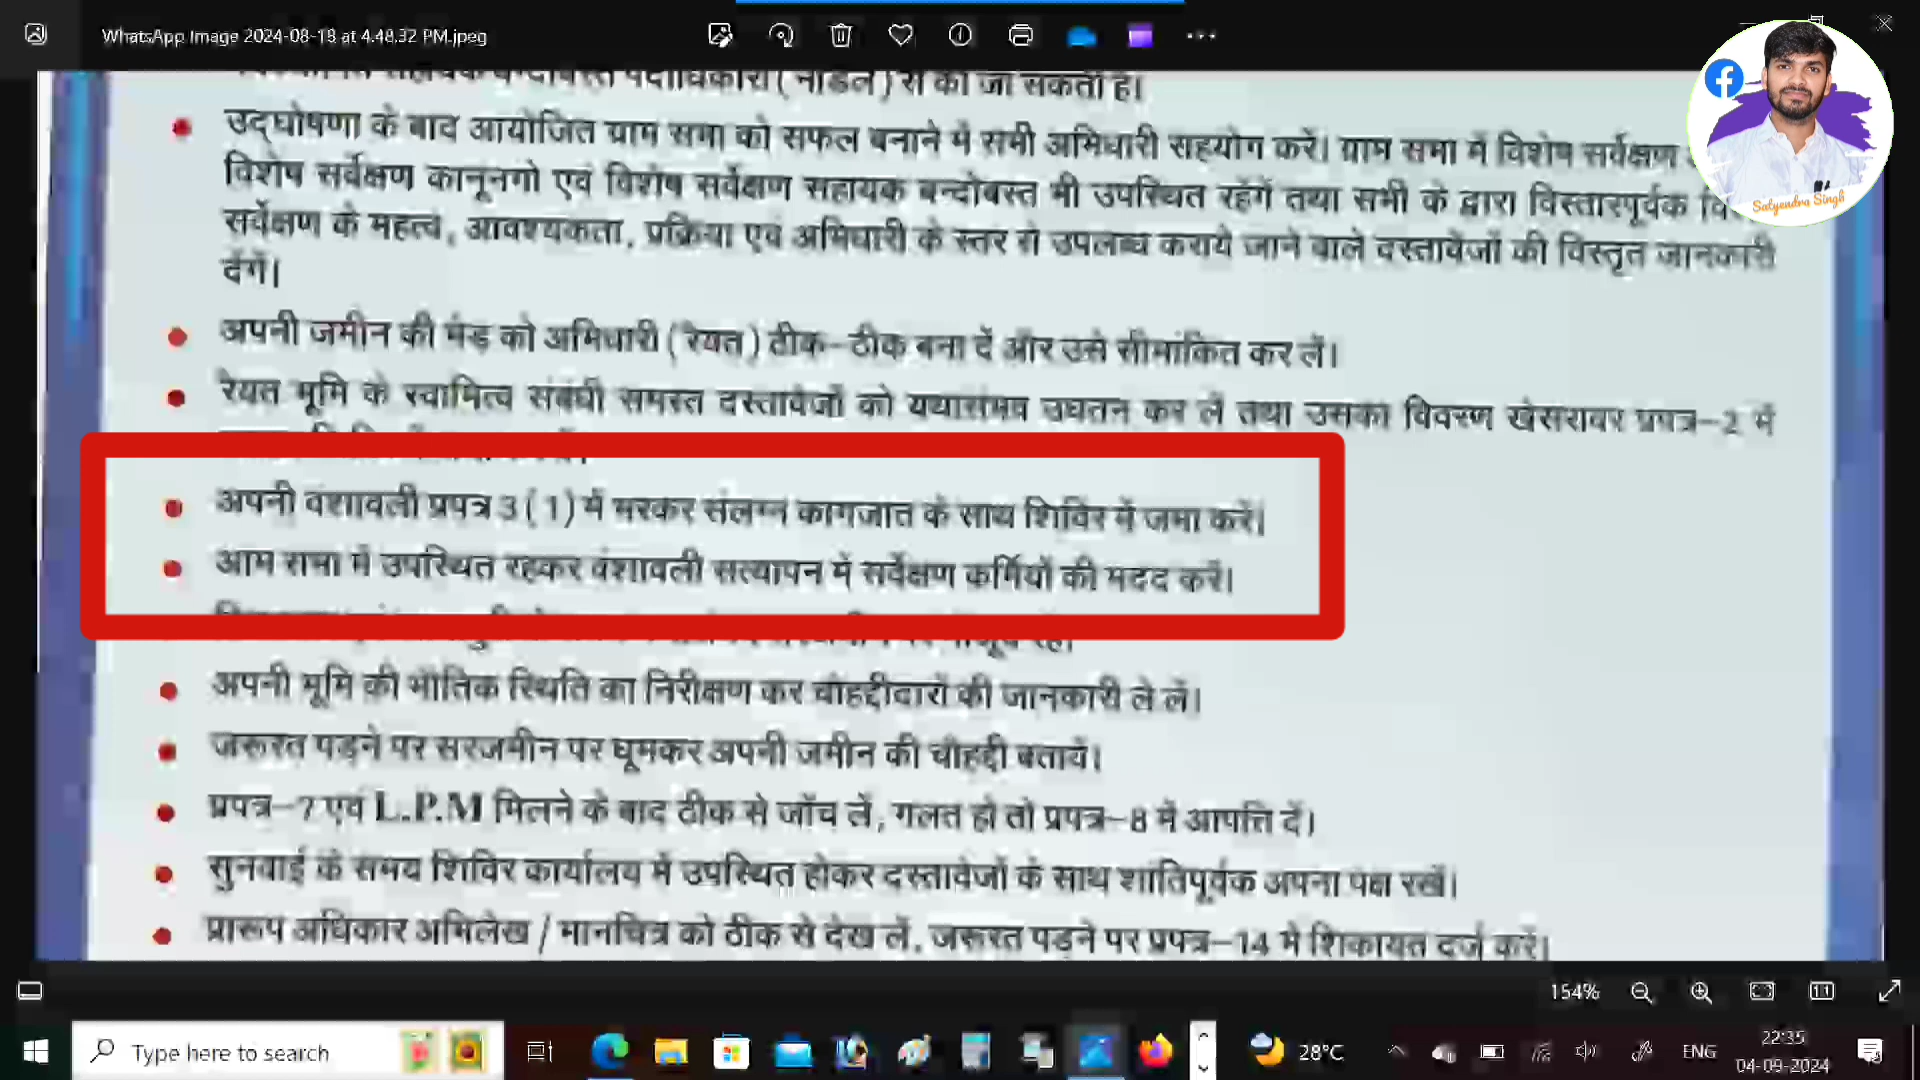 WhatsApp Image 2024-08-18 at 4.48.32 PM.jpeg
पदाधिकारी (नोडल) से की जा सकती है।
उद्घोषणा के बाद आयोजित ग्राम सभा को सफल बनाने में सभी अभिधारी सहयोग करें। ग्राम सभा में विशेष सर्वेक्षण
विशेष सर्वेक्षण कानूनगो एवं विशेष सर्वेक्षण सहायक बन्दोबस्त भी उपस्थित रहेगें तथा सभी के द्वारा विस्तारपूर्वक
सर्वेक्षण के महत्व, आवश्यकता, प्रक्रिया एवं अभिधारी के स्तर से उपलब्ध कराये जाने वाले दस्तावेजों की विस्तृत जानकारी
देंगें।
Satyendra Singh
अपनी जमीन की मेड़ को अभिधारी (रैयत) ठीक-ठीक बना दें और उसे सीमांकित कर लें।
रैयत भूमि के स्वामित्व संबंधी समस्त दस्तावेजों को यथासंभव उद्यतन कर लें तथा उसका विवरण खेसरावर प्रपत्र-2 में
अपनी वंशावली प्रपत्र 3(1) में भरकर संलग्न कागजात के साथ शिविर में जमा करें।
आम सभा में उपस्थित रहकर वंशावली सत्यापन में सर्वेक्षण कर्मियों की मदद करें।
अपनी भूमि की भौतिक स्थिति का निरीक्षण कर चौहद्दीदारों की जानकारी ले लें।
जरूरत पड़ने पर सरजमीन पर घूमकर अपनी जमीन की चौहद्दी बतायें।
प्रपत्र-7 एवं L.P.M मिलने के बाद ठीक से जाँच लें, गलत हो तो प्रपत्र-8 में आपत्ति दें।
सुनवाई के समय शिविर कार्यालय में उपस्थित होकर दस्तावेजों के साथ शांतिपूर्वक अपना पक्ष रखें।
प्रारूप अधिकार अभिलेख / मानचित्र को ठीक से देख लें, जरूरत पड़ने पर प्रपत्र-14 में शिकायत दर्ज करें।
154%
Type here to search
28°C
ENG
22:35
04-09-2024